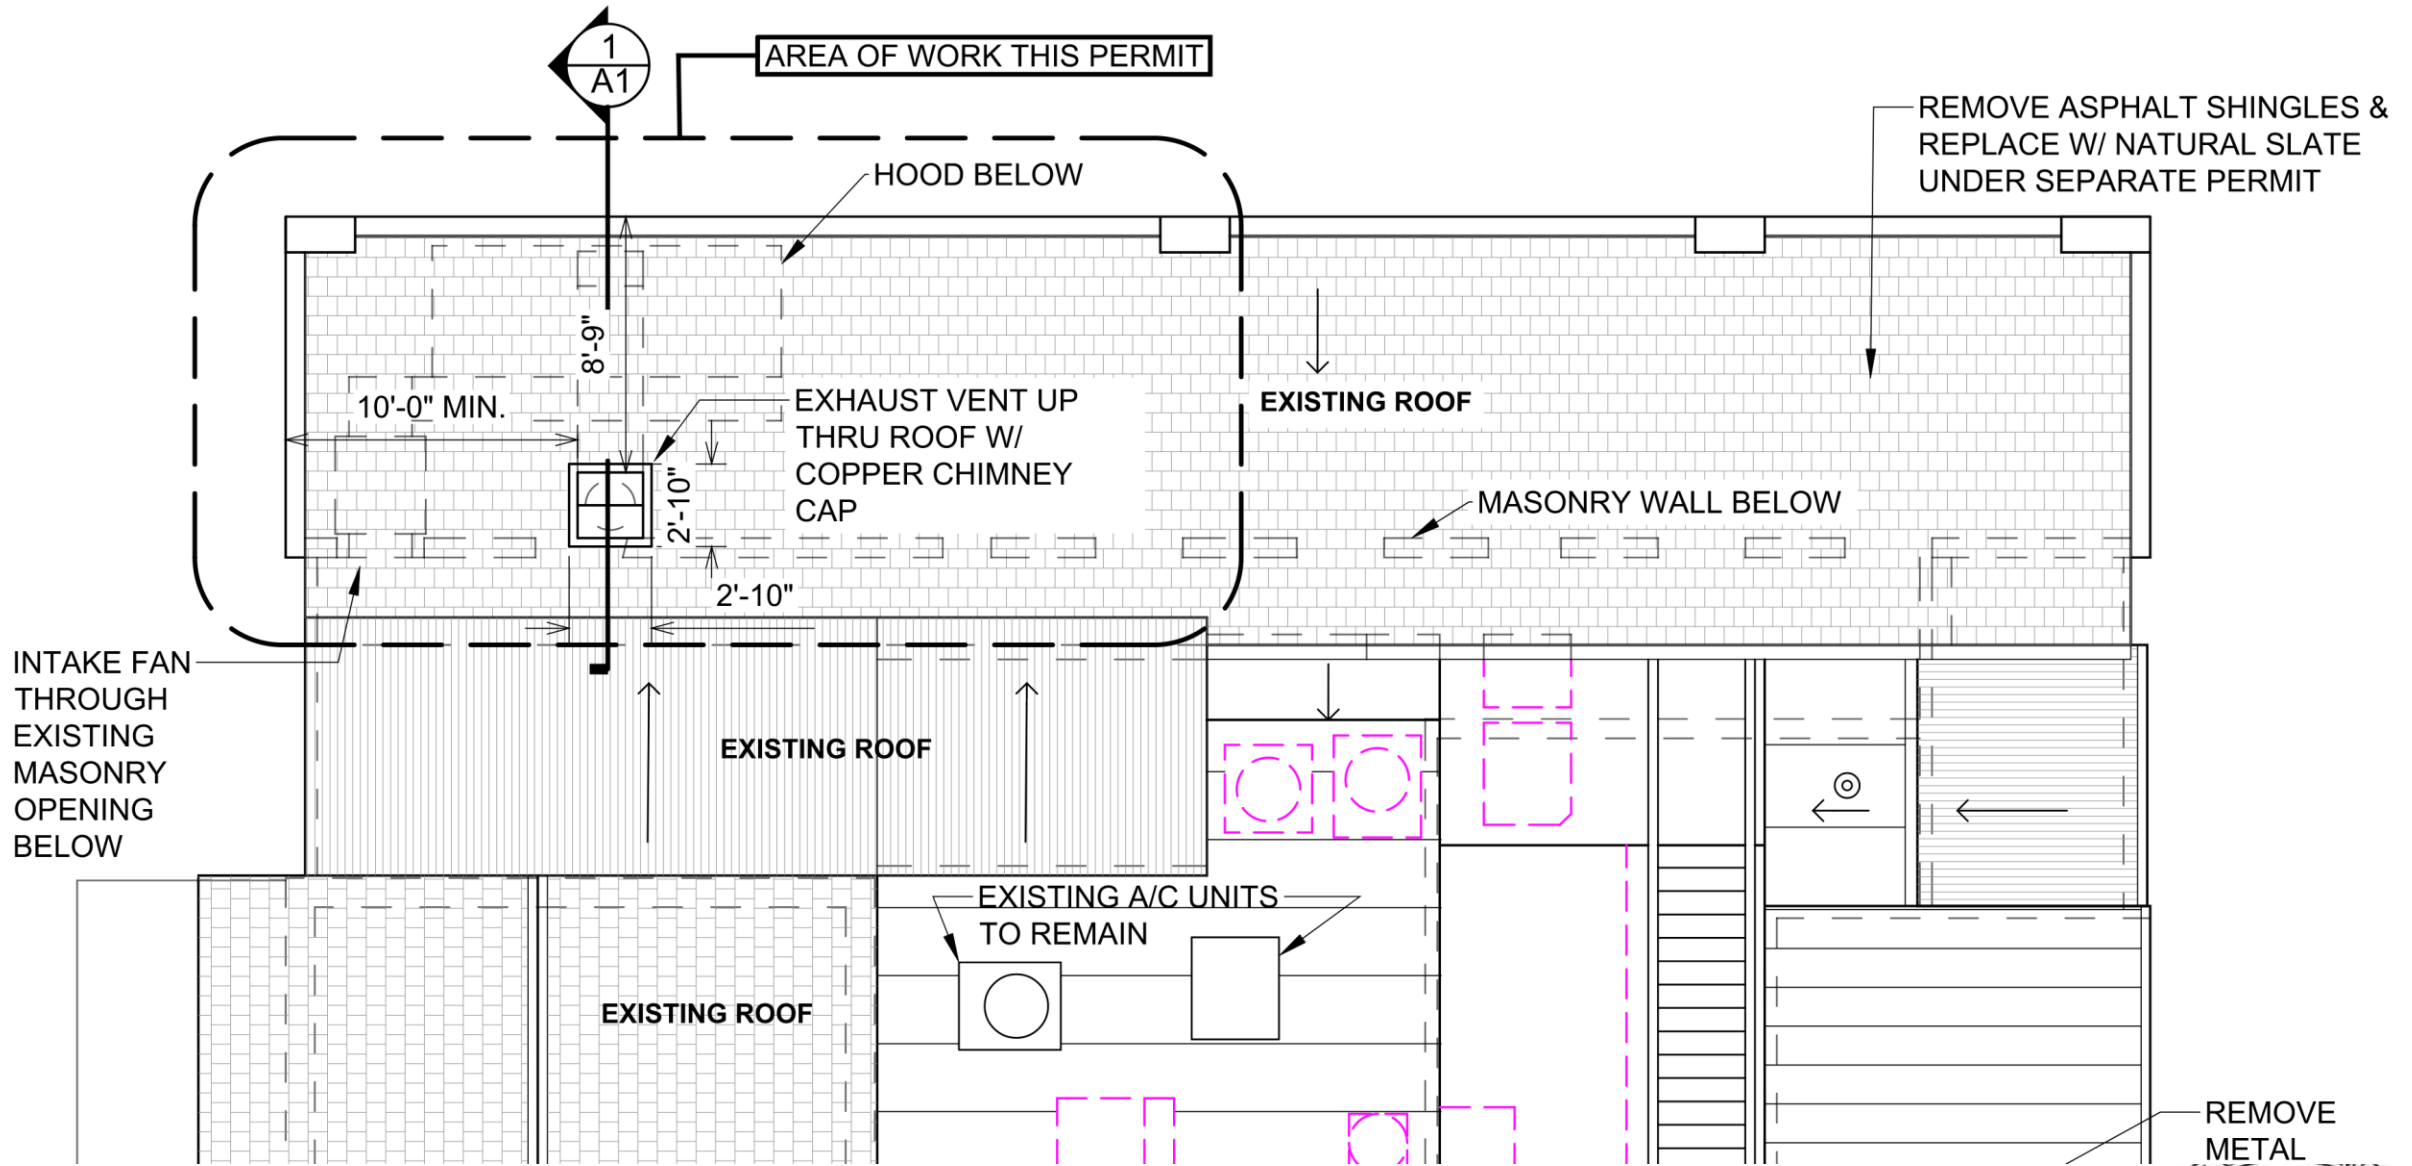 1
A1
AREA OF WORK THIS PERMIT
REMOVE ASPHALT SHINGLES &
REPLACE W/ NATURAL SLATE
UNDER SEPARATE PERMIT
HOOD BELOW
8'-9"
10'-0" MIN.
EXHAUST VENT UP
THRU ROOF W/
COPPER CHIMNEY
CAP
EXISTING ROOF
2'-10"
MASONRY WALL BELOW
2'-10"
INTAKE FAN
THROUGH
EXISTING
MASONRY
OPENING
BELOW
EXISTING ROOF
EXISTING A/C UNITS
TO REMAIN
EXISTING ROOF
REMOVE
METAL